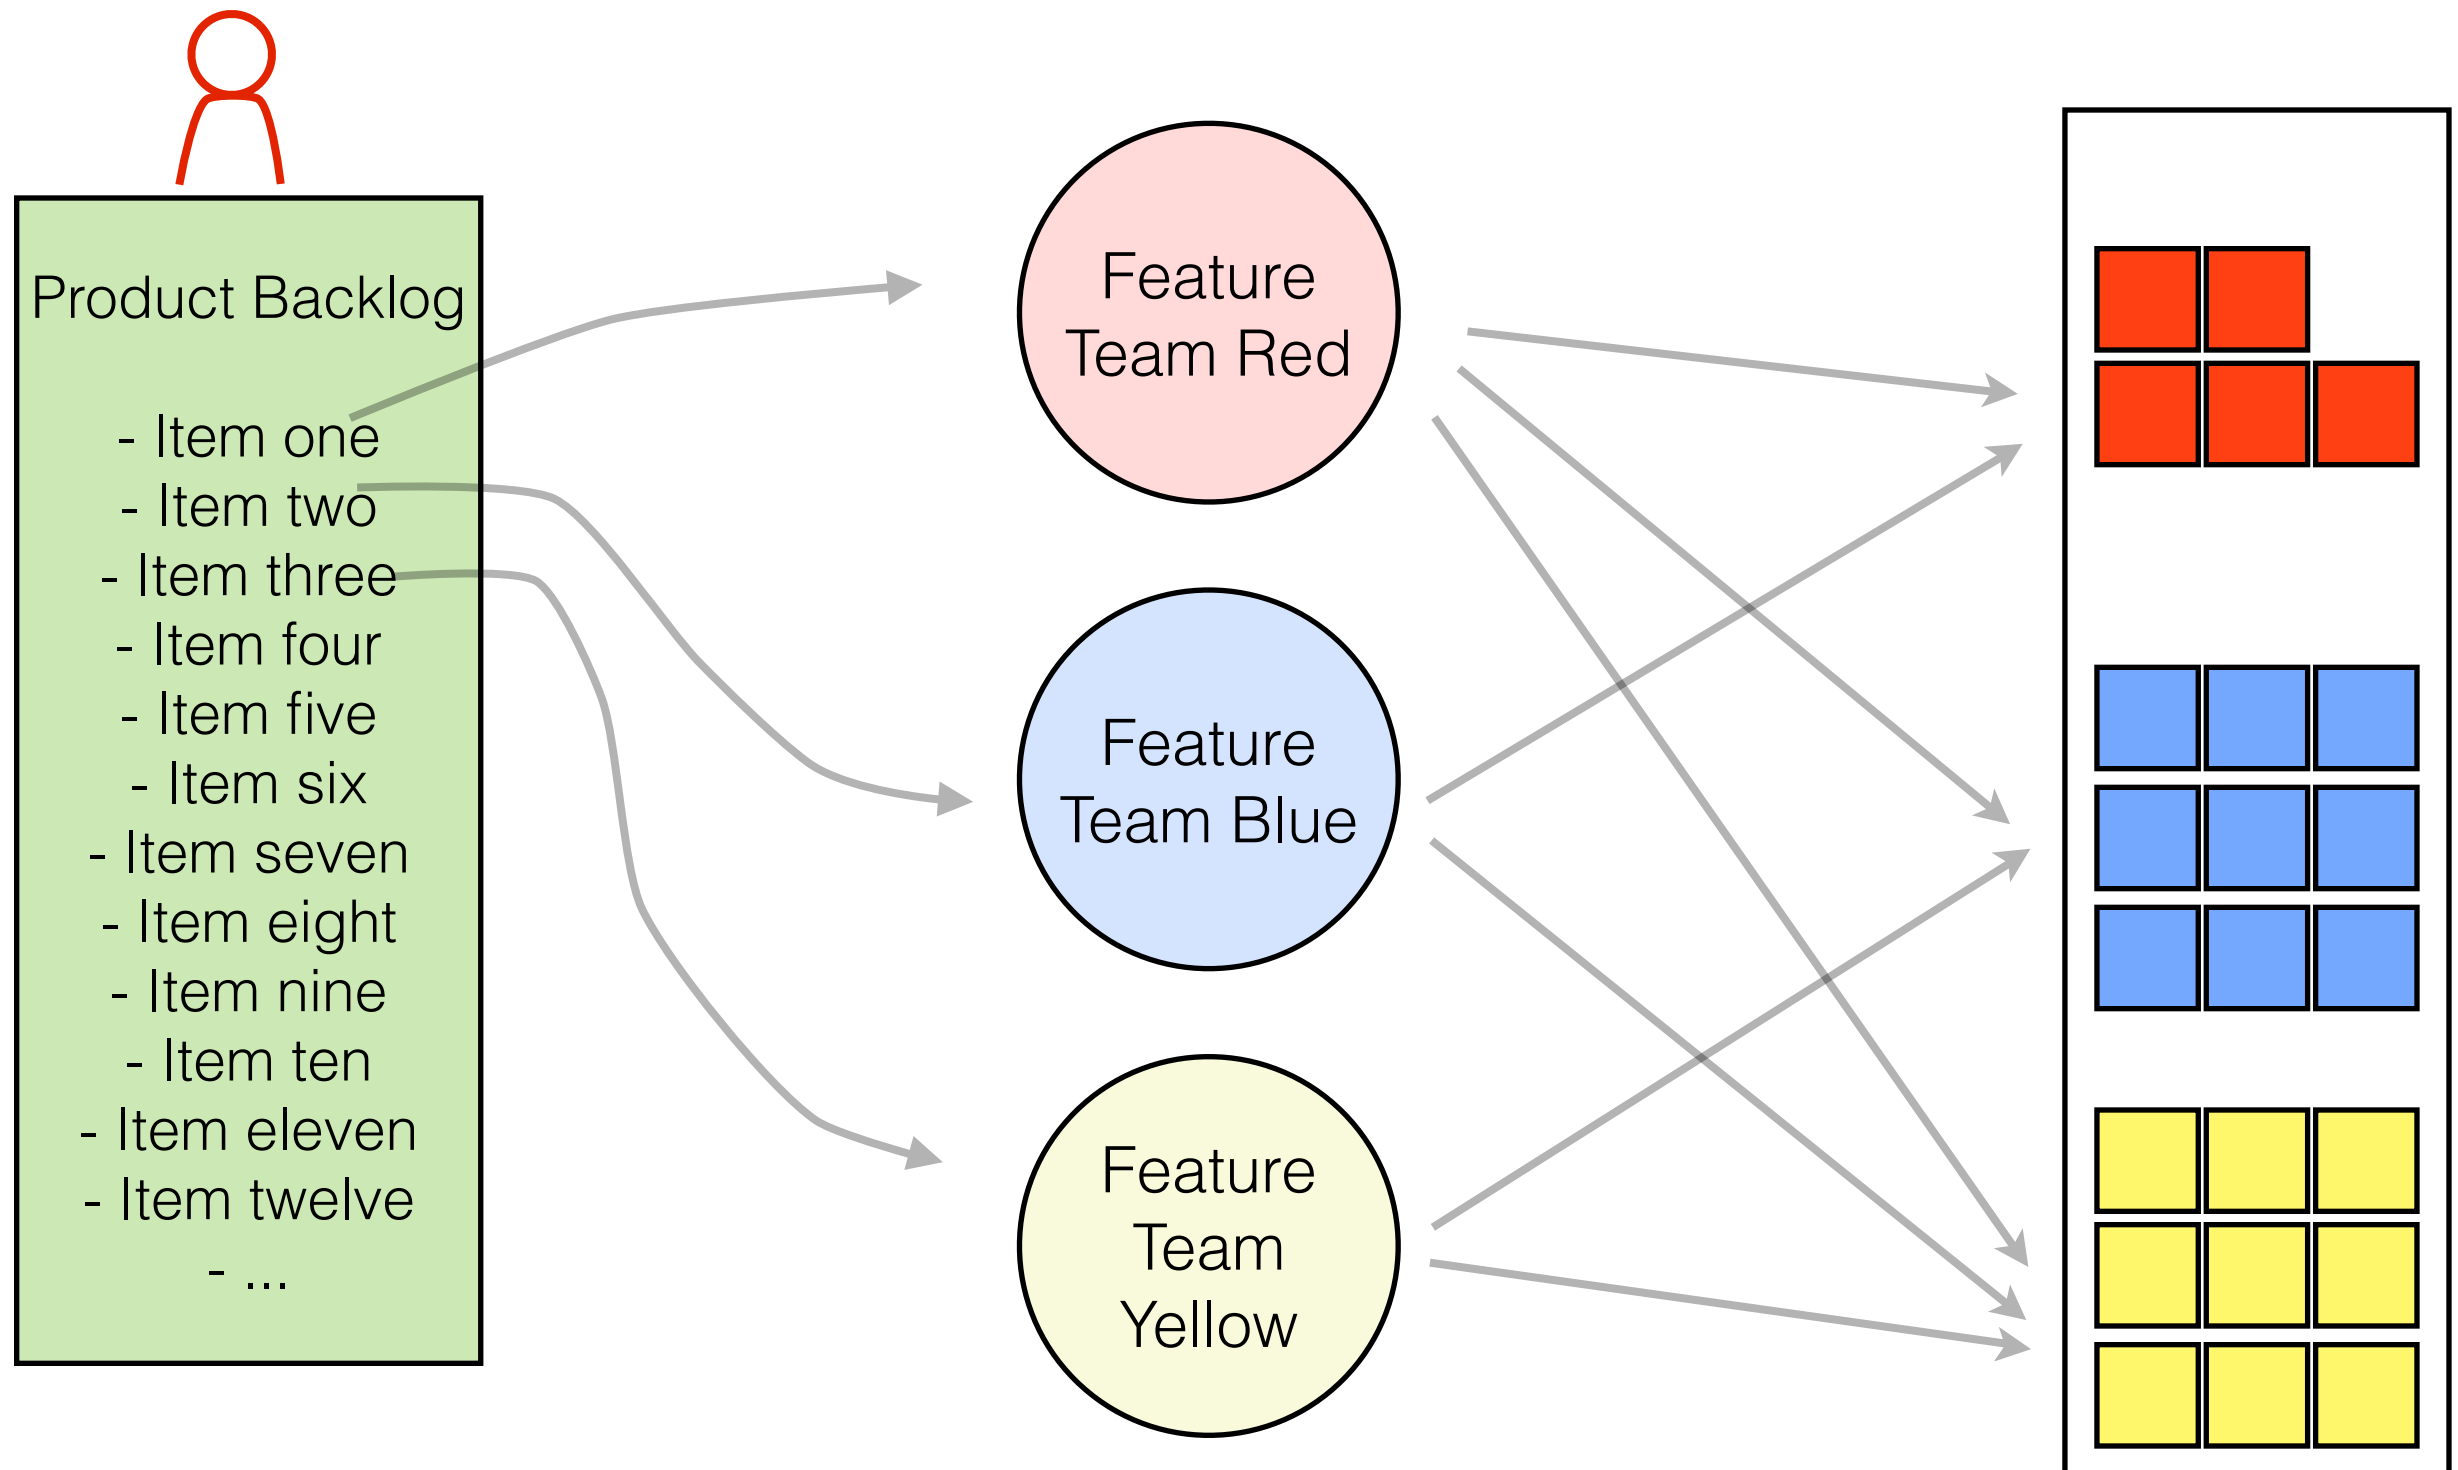 Product Backlog
- Item one
- Item two
- Item three
- Item four
- Item five
- Item six
- Item seven
- Item eight
- Item nine
- Item ten
- Item eleven
- Item twelve
- ...
Feature
Team Red
Feature
Team Blue
Feature
Team
Yellow